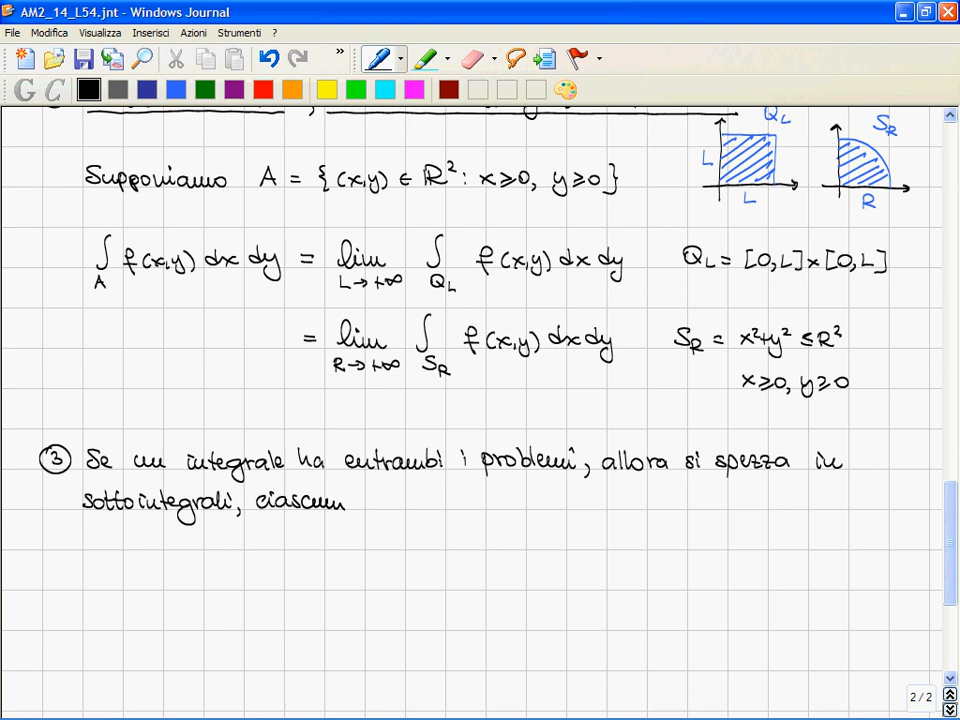 AM2_14_L54.jnt - Windows Journal
File Modifica Visualizza Inserisci Azioni Strumenti ?
Q_L S_R
L
L R
Supponiamo A = {(x,y) ∈ ℝ²: x≥0, y≥0}
∫_A f(x,y) dx dy = lim_{L→+∞} ∫_{Q_L} f(x,y) dx dy Q_L = [0,L]×[0,L]
= lim_{R→+∞} ∫_{S_R} f(x,y) dx dy S_R = x²+y² ≤ R²
x≥0, y≥0
③ Se un integrale ha entrambi i problemi, allora si spezza in
sottointegrali, ciascun
2 / 2